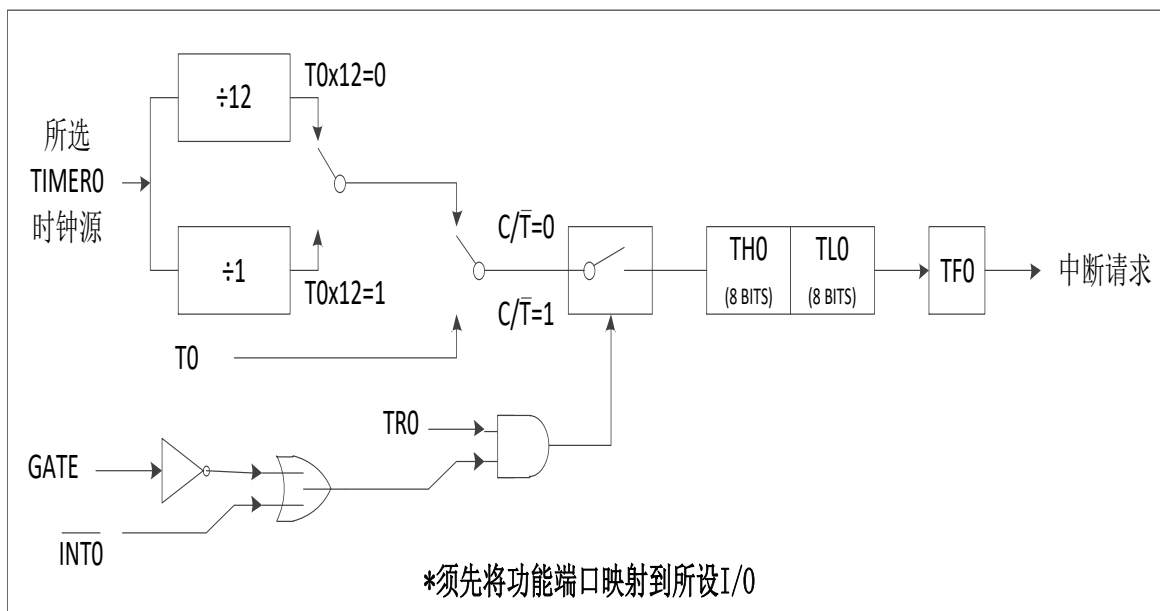 ÷12
T0x12=0
所选
TIMER0
时钟源
÷1
T0x12=1
T0
C/T̅=0
C/T̅=1
TH0
(8 BITS)
TL0
(8 BITS)
TF0
中断请求
TR0
GATE
I̅N̅T̅0̅
*须先将功能端口映射到所设I/O